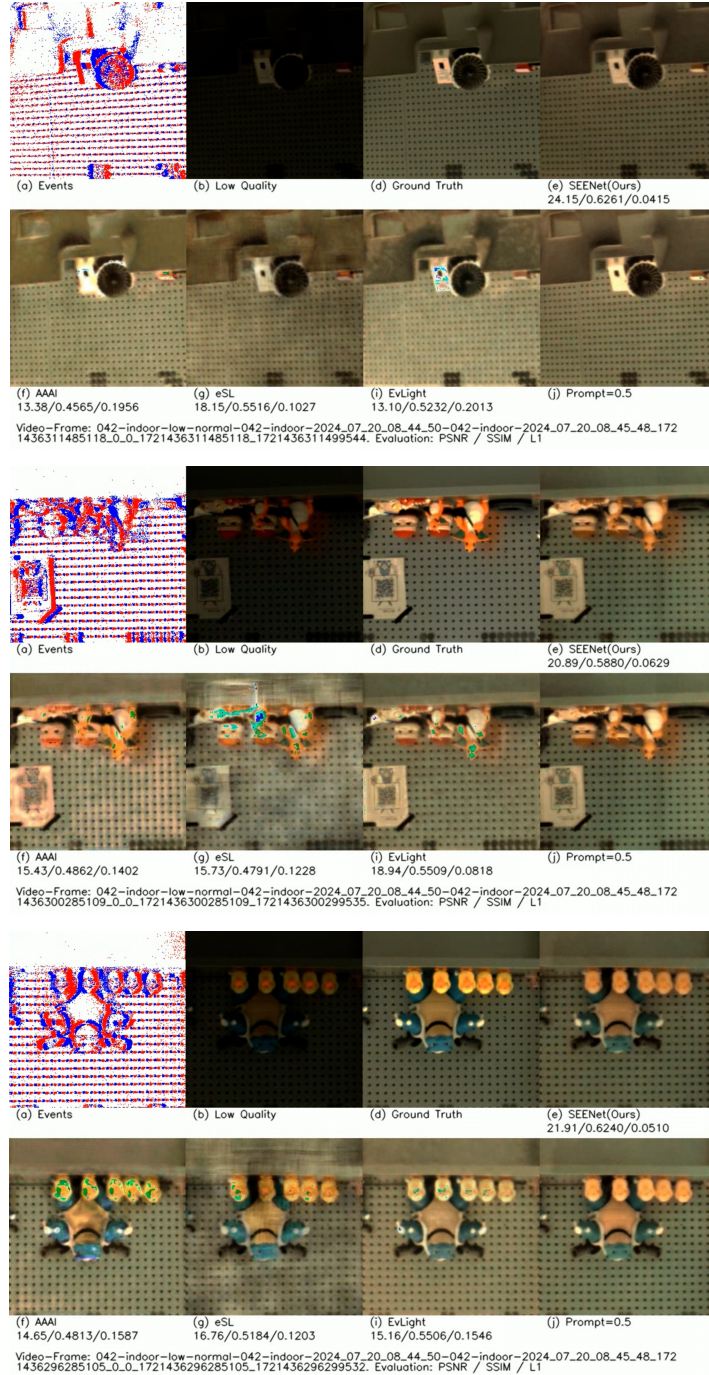 (a) Events (b) Low Quality (d) Ground Truth (e) SEENet(Ours)
24.15/0.6261/0.0415
(f) AAAI (g) eSL (i) EvLight (j) Prompt=0.5
13.38/0.4565/0.1956 18.15/0.5516/0.1027 13.10/0.5232/0.2013
Video-Frame: 042-indoor-low-normal-042-indoor-2024_07_20_08_44_50-042-indoor-2024_07_20_08_45_48_172
1436311485118_0_0_1721436311485118_1721436311499544. Evaluation: PSNR / SSIM / L1
(a) Events (b) Low Quality (d) Ground Truth (e) SEENet(Ours)
20.89/0.5880/0.0629
(f) AAAI (g) eSL (i) EvLight (j) Prompt=0.5
15.43/0.4862/0.1402 15.73/0.4791/0.1228 18.94/0.5509/0.0818
Video-Frame: 042-indoor-low-normal-042-indoor-2024_07_20_08_44_50-042-indoor-2024_07_20_08_45_48_172
1436300285109_0_0_1721436300285109_1721436300299535. Evaluation: PSNR / SSIM / L1
(a) Events (b) Low Quality (d) Ground Truth (e) SEENet(Ours)
21.91/0.6240/0.0510
(f) AAAI (g) eSL (i) EvLight (j) Prompt=0.5
14.65/0.4813/0.1587 16.76/0.5184/0.1203 15.16/0.5506/0.1546
Video-Frame: 042-indoor-low-normal-042-indoor-2024_07_20_08_44_50-042-indoor-2024_07_20_08_45_48_172
1436296285105_0_0_1721436296285105_1721436296299532. Evaluation: PSNR / SSIM / L1